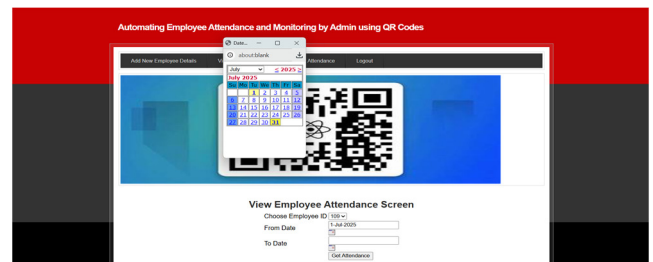 Automating Employee Attendance and Monitoring by Admin using QR Codes
Date...
about:blank
Add New Employee Details
Attendance
Logout
July < 2025 >
July 2025
Su Mo Tu We Th Fr Sa
1 2 3 4 5
6 7 8 9 10 11 12
13 14 15 16 17 18 19
20 21 22 23 24 25 26
27 28 29 30 31
View Employee Attendance Screen
Choose Employee ID 109
From Date 1-Jul-2025
To Date
Get Attendance